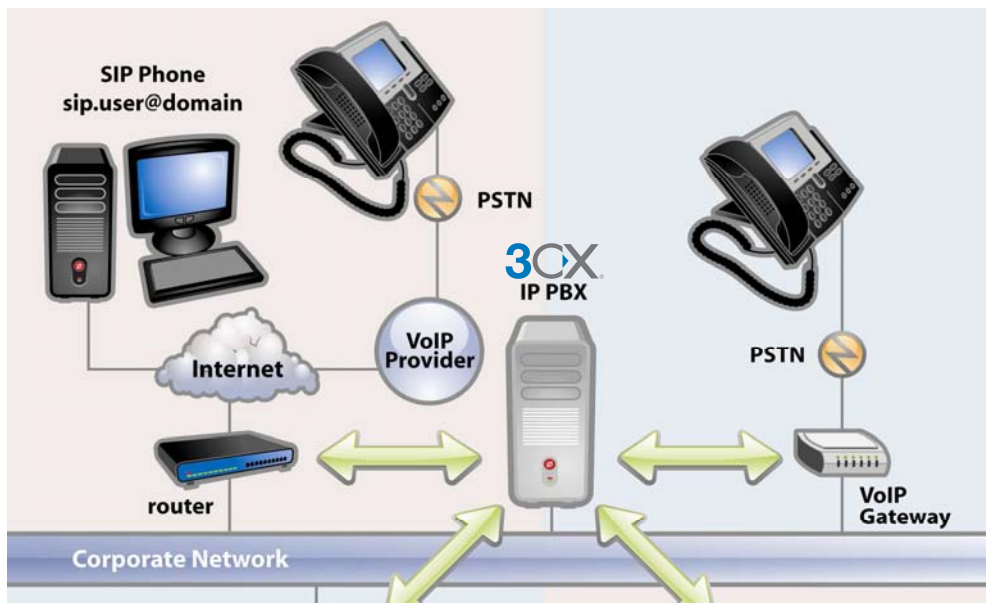 SIP Phone
sip.user@domain
PSTN
3CX®
IP PBX
VoIP
Provider
Internet
PSTN
router
VoIP
Gateway
Corporate Network